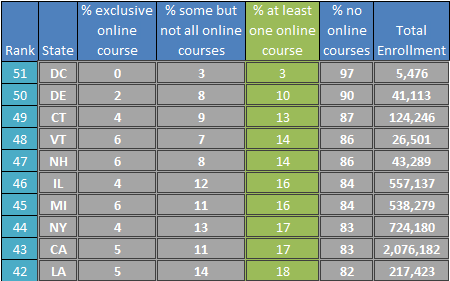 Rank State % exclusive online course % some but not all online courses % at least one online course % no online courses Total Enrollment
51 DC 0 3 3 97 5,476
50 DE 2 8 10 90 41,113
49 CT 4 9 13 87 124,246
48 VT 6 7 14 86 26,501
47 NH 6 8 14 86 43,289
46 IL 4 12 16 84 557,137
45 MI 6 11 16 84 538,279
44 NY 4 13 17 83 724,180
43 CA 5 11 17 83 2,076,182
42 LA 5 14 18 82 217,423